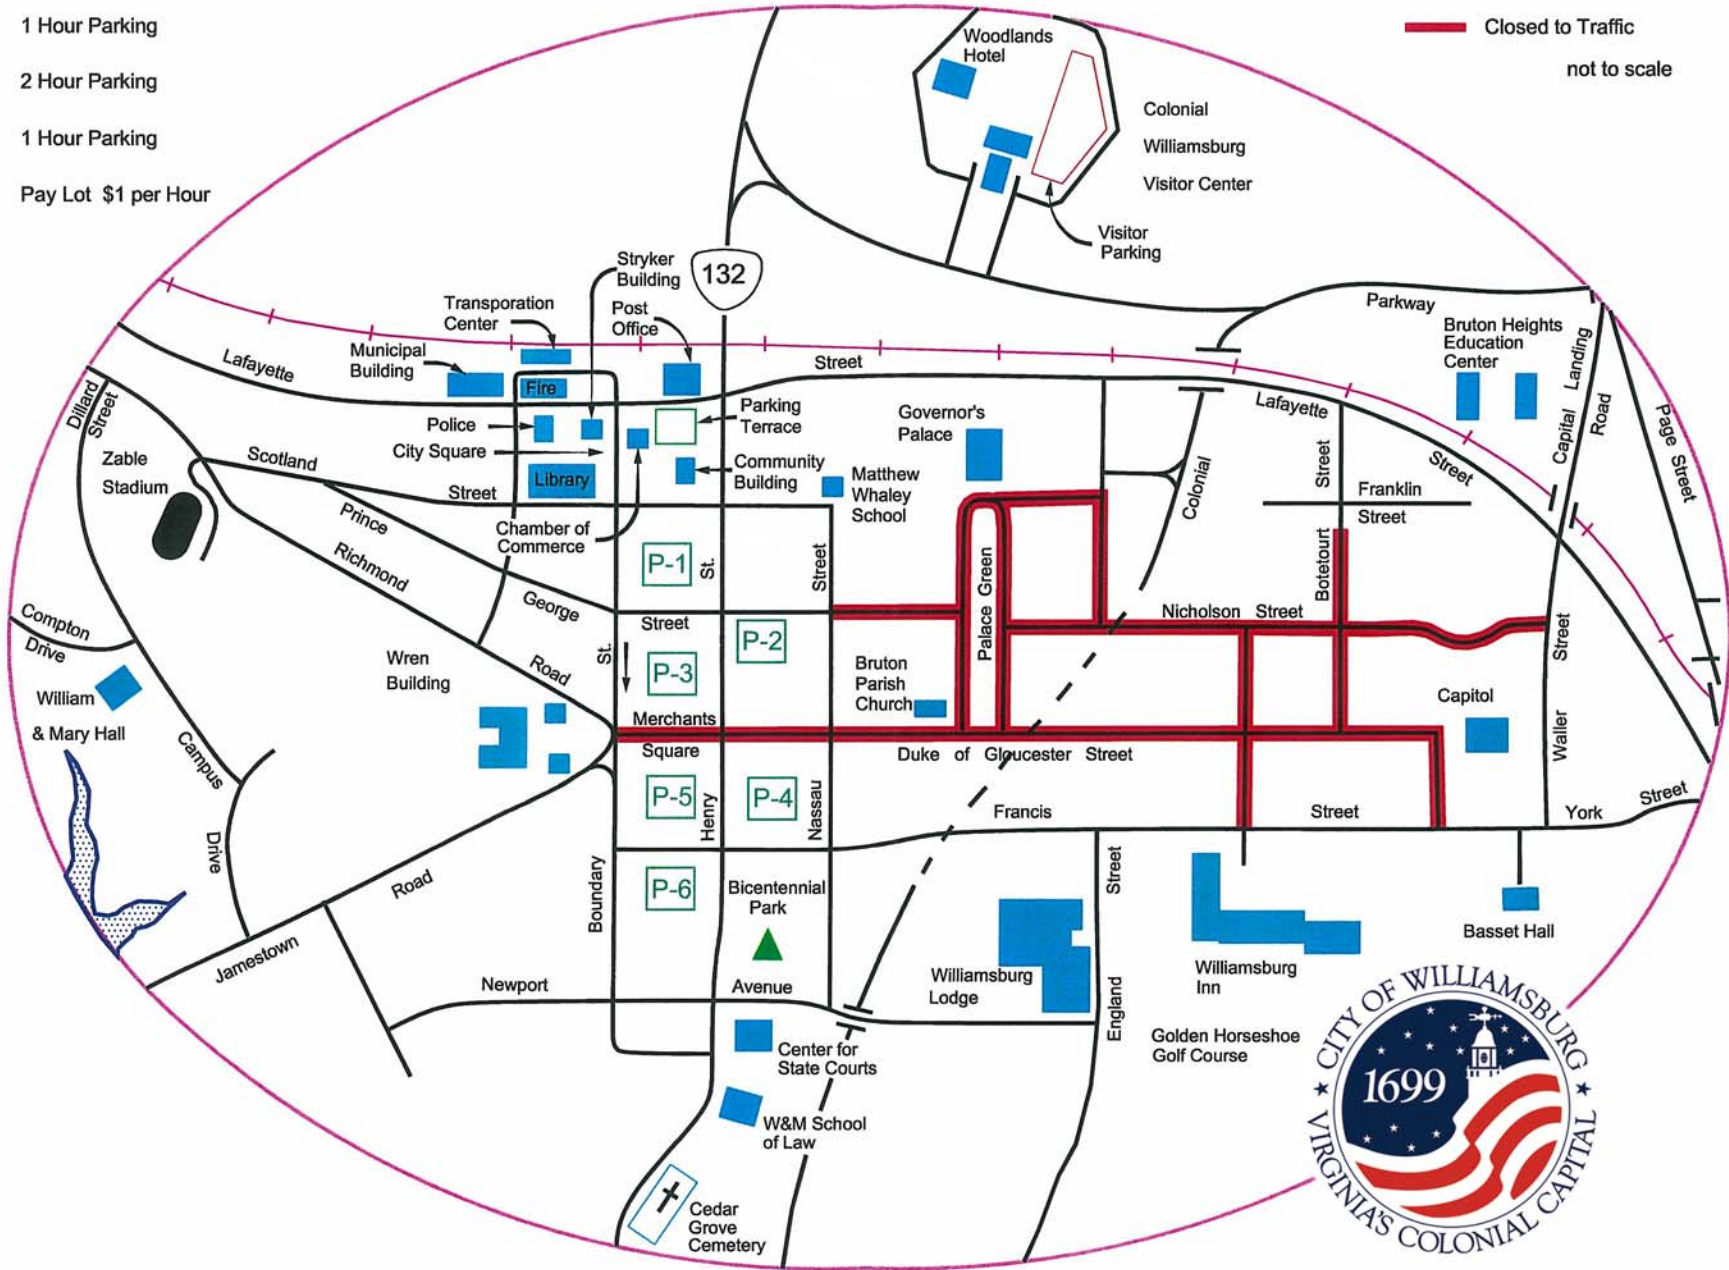 1 Hour Parking
2 Hour Parking
1 Hour Parking
Pay Lot $1 per Hour
Closed to Traffic
not to scale
Woodlands
Hotel
Colonial
Williamsburg
Visitor Center
Visitor
Parking
132
Stryker
Building
Transporation
Center
Post
Office
Municipal
Building
Fire
Police
City Square
Library
Chamber of
Commerce
Parking
Terrace
Community
Building
Matthew
Whaley
School
Governor's
Palace
Parkway
Bruton Heights
Education
Center
Capital Landing
Road
Page Street
Lafayette
Street
Lafayette
Street
Dillard
Street
Zable
Stadium
Scotland
Street
Prince
George
Street
Richmond
Road
Compton
Drive
William
& Mary Hall
Campus
Drive
Wren
Building
P-1
St.
P-2
P-3
St.
P-4
P-5
P-6
Street
Nassau
Henry
Boundary
Merchants
Square
Duke of Gloucester Street
Bruton
Parish
Church
Palace Green
Colonial
Nicholson Street
Botetourt
Street
Franklin
Street
Capitol
Waller
Street
Francis
Street
York
Street
Bicentennial
Park
Jamestown
Road
Newport
Avenue
Williamsburg
Lodge
England
Street
Williamsburg
Inn
Golden Horseshoe
Golf Course
Basset Hall
Center for
State Courts
W&M School
of Law
Cedar
Grove
Cemetery
CITY OF WILLIAMSBURG
1699
VIRGINIA'S COLONIAL CAPITAL